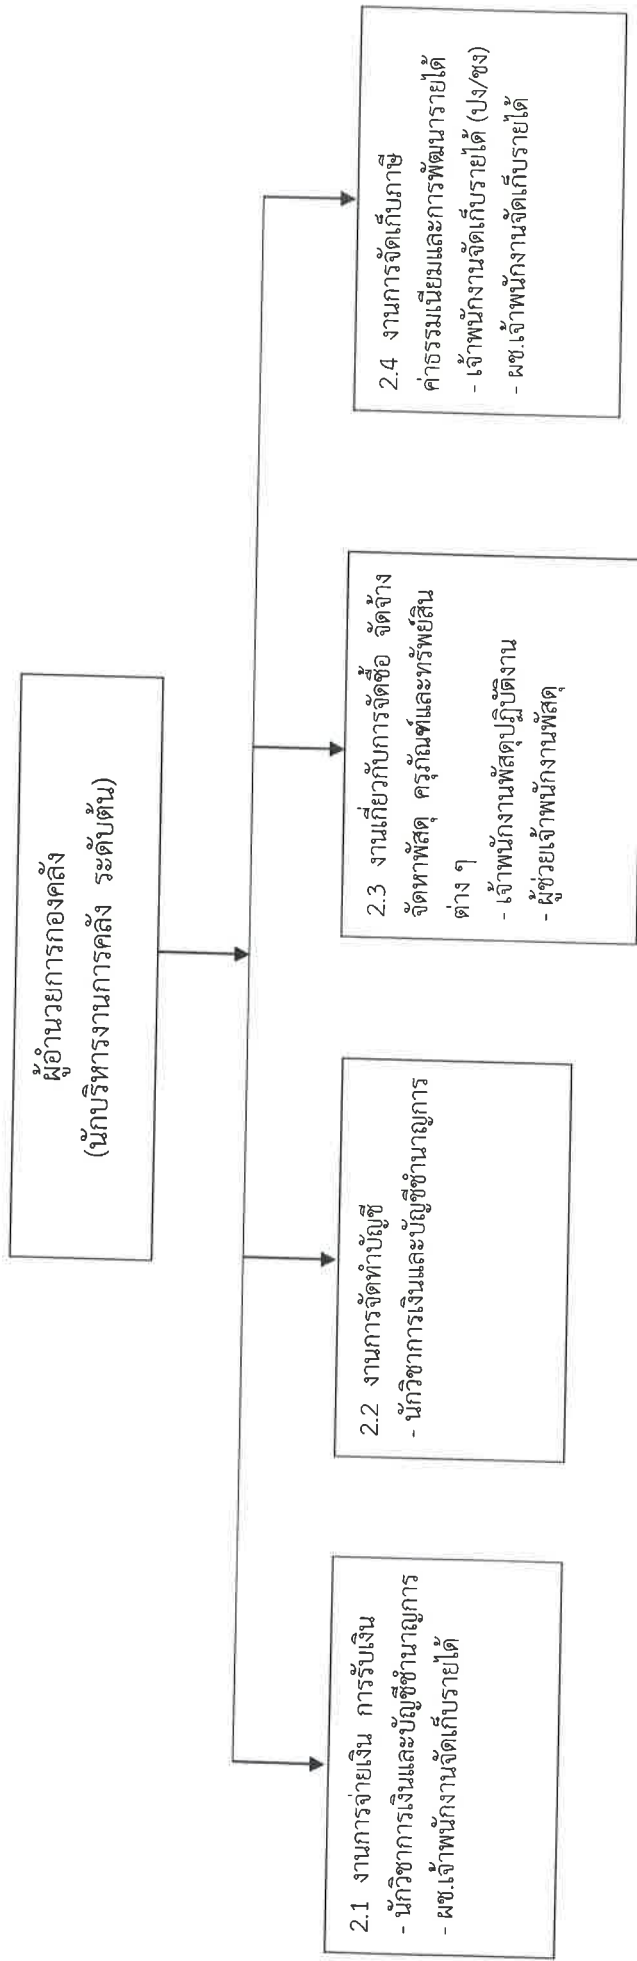 ผู้อำนวยการกองคลัง
(นักบริหารงานการคลัง ระดับต้น)
2.1 งานการจ่ายเงิน การรับเงิน
- นักวิชาการเงินและบัญชีชำนาญการ
- ผช.เจ้าพนักงานจัดเก็บรายได้
2.2 งานการจัดทำบัญชี
- นักวิชาการเงินและบัญชีชำนาญการ
2.3 งานเกี่ยวกับการจัดซื้อ จัดจ้าง
จัดหาพัสดุ ครุภัณฑ์และทรัพย์สิน
ต่าง ๆ
- เจ้าพนักงานพัสดุปฏิบัติงาน
- ผู้ช่วยเจ้าพนักงานพัสดุ
2.4 งานการจัดเก็บภาษี
ค่าธรรมเนียมและการพัฒนารายได้
- เจ้าพนักงานจัดเก็บรายได้ (ปง/ชง)
- ผช.เจ้าพนักงานจัดเก็บรายได้